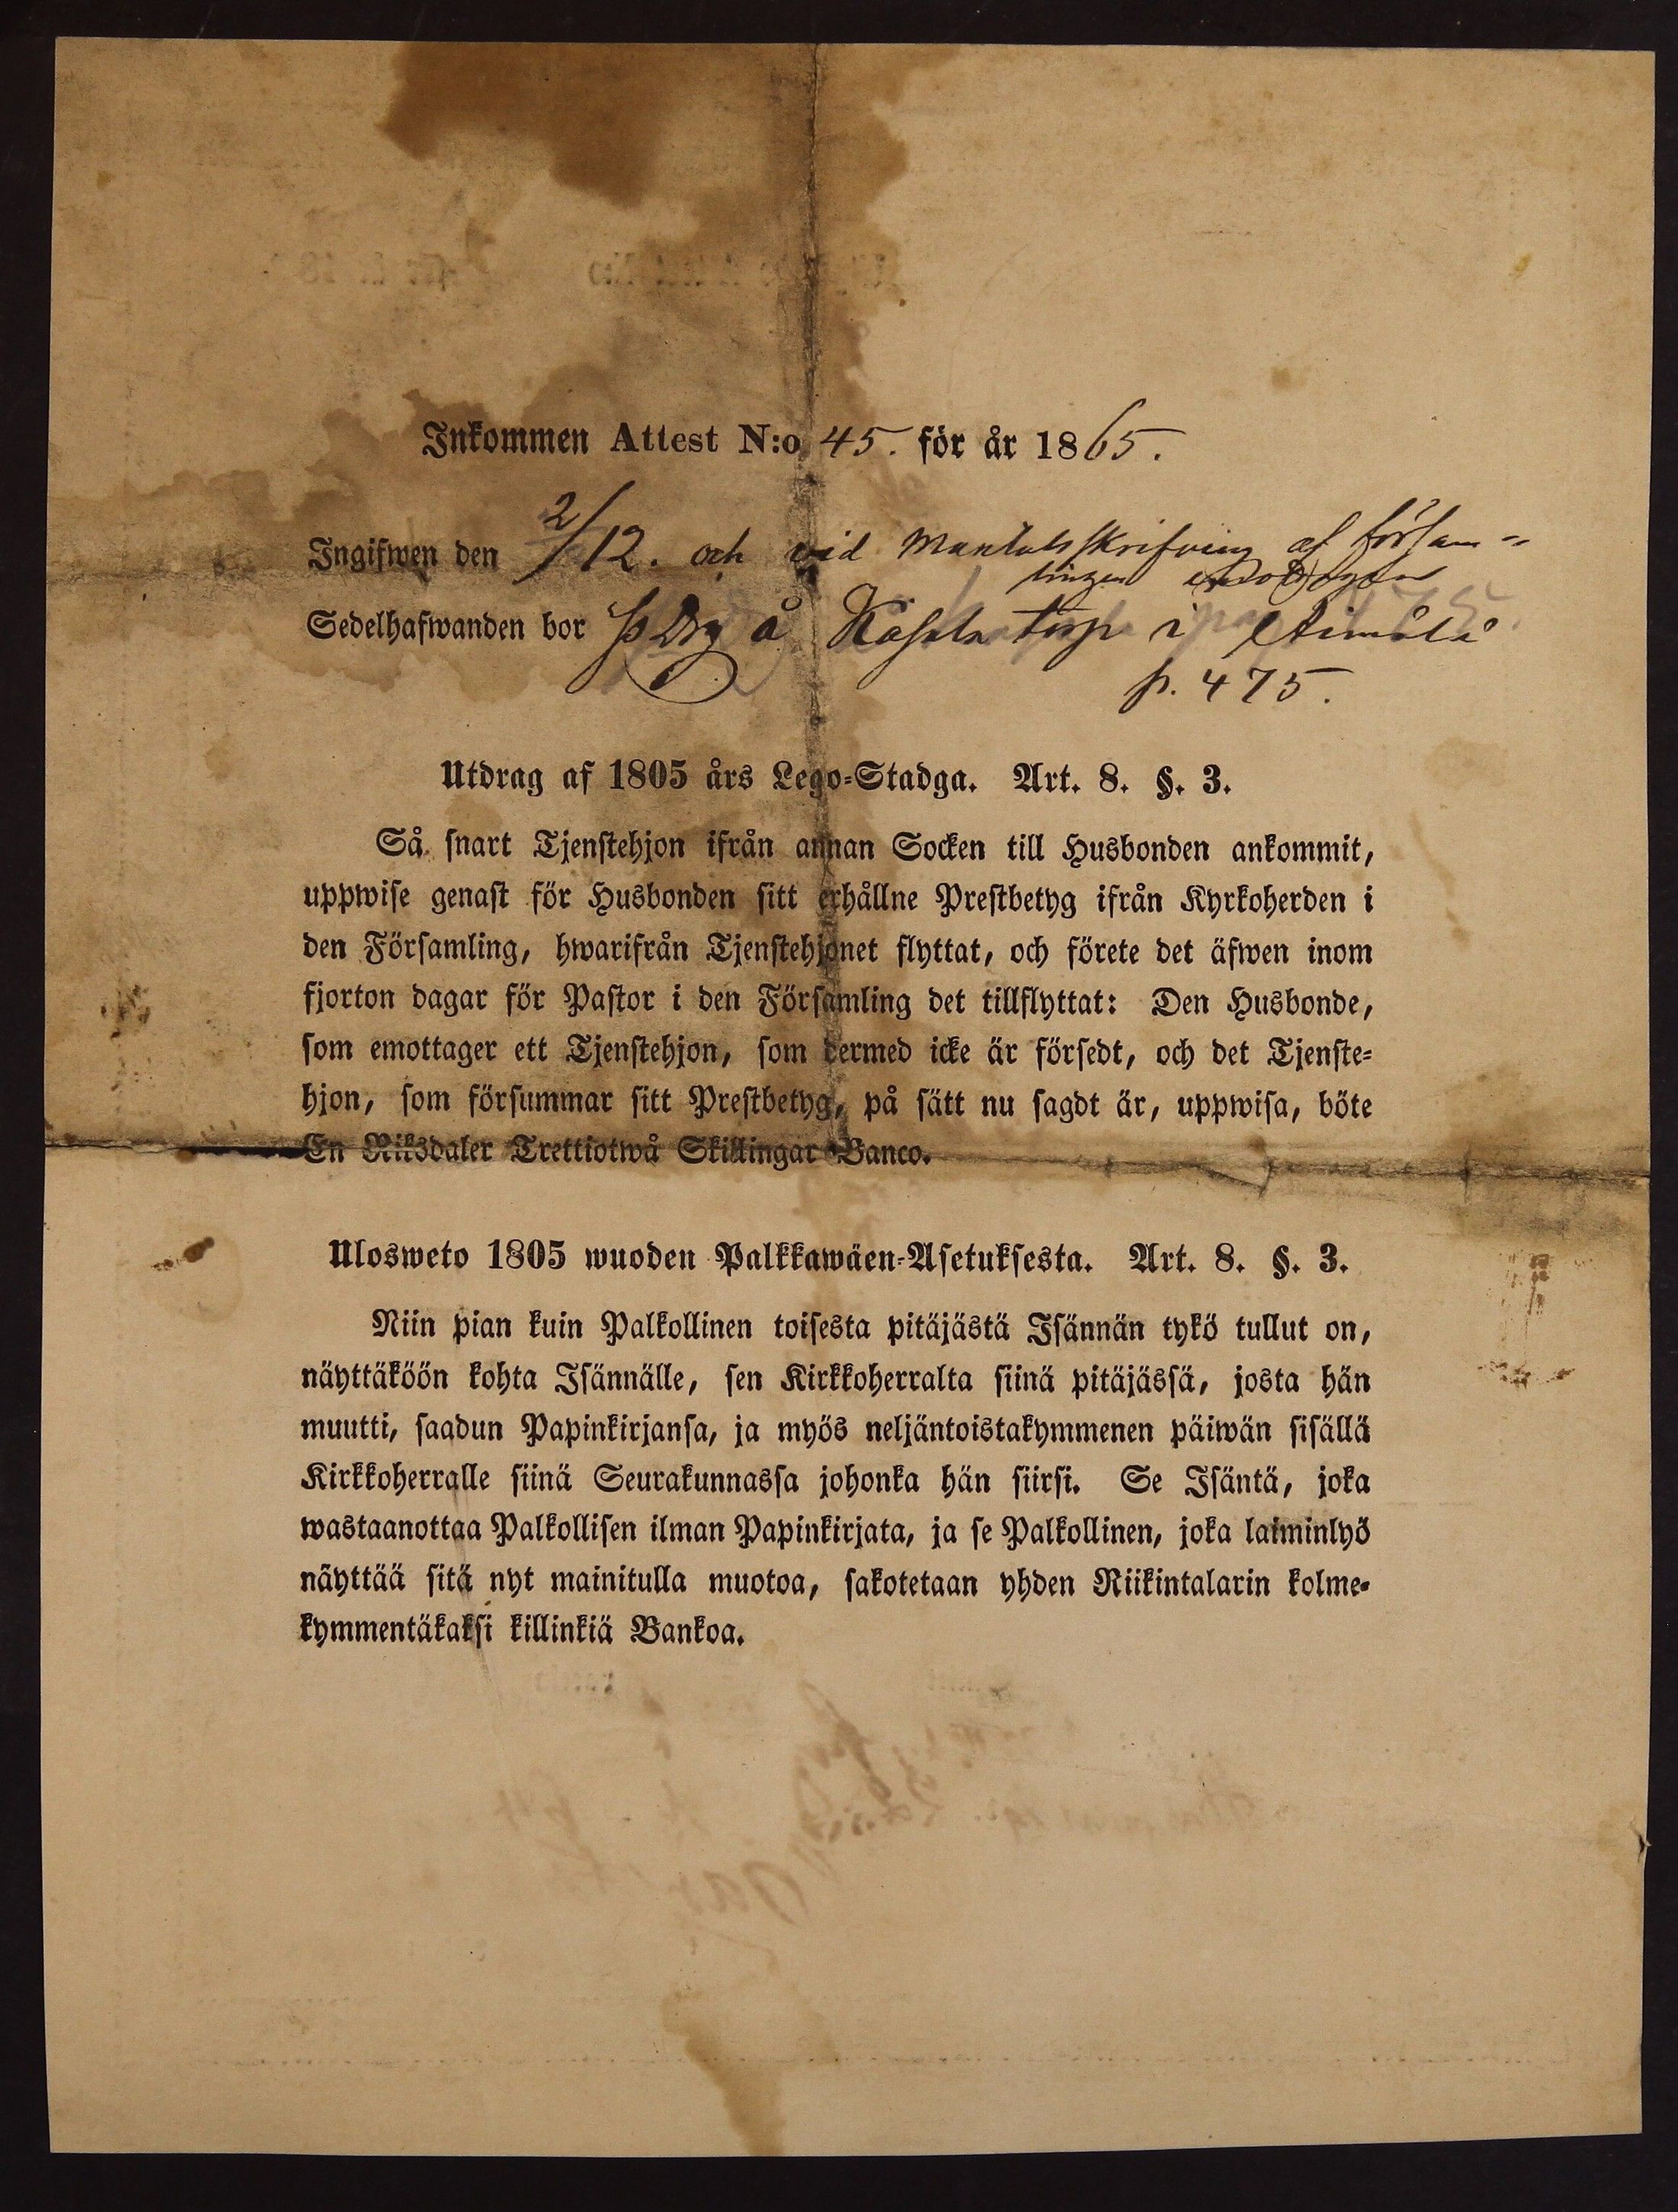 Inkommen Attest N:o 45. för år 1865.
Ingifwen den 2/12. och vid Mantalsskrifning af försam-
lingen
Sedelhafwanden bor på å torp i
p. 475.
Utdrag af 1805 års Lego-Stadga. Art. 8. §. 3.
Så snart Tjenstehjon ifrån annan Socken till Husbonden ankommit,
uppwise genast för Husbonden sitt erhållne Prestbetyg ifrån Kyrkoherden i
den Församling, hwarifrån Tjenstehjonet flyttat, och förete det äfwen inom
fjorton dagar för Pastor i den Församling det tillflyttat: Den Husbonde,
som emottager ett Tjenstehjon, som dermed icke är försedt, och det Tjenste-
hjon, som försummar sitt Prestbetyg, på sätt nu sagdt är, uppwisa, böte
En Riksdaler Trettiotwå Skillingar Banco.
Ulosweto 1805 wuoden Palkkawäen-Asetuksesta. Art. 8. §. 3.
Niin pian kuin Palkollinen toisesta pitäjästä Isännän tykö tullut on,
näyttäköön kohta Isännälle, sen Kirkkoherralta siinä pitäjässä, josta hän
muutti, saadun Papinkirjansa, ja myös neljäntoistakymmenen päiwän sisällä
Kirkkoherralle siinä Seurakunnassa johonka hän siirsi. Se Isäntä, joka
wastaanottaa Palkollisen ilman Papinkirjata, ja se Palkollinen, joka laiminlyö
näyttää sitä nyt mainitulla muotoa, sakotetaan yhden Riikintalarin kolme-
kymmentäkaksi killinkiä Bankoa.